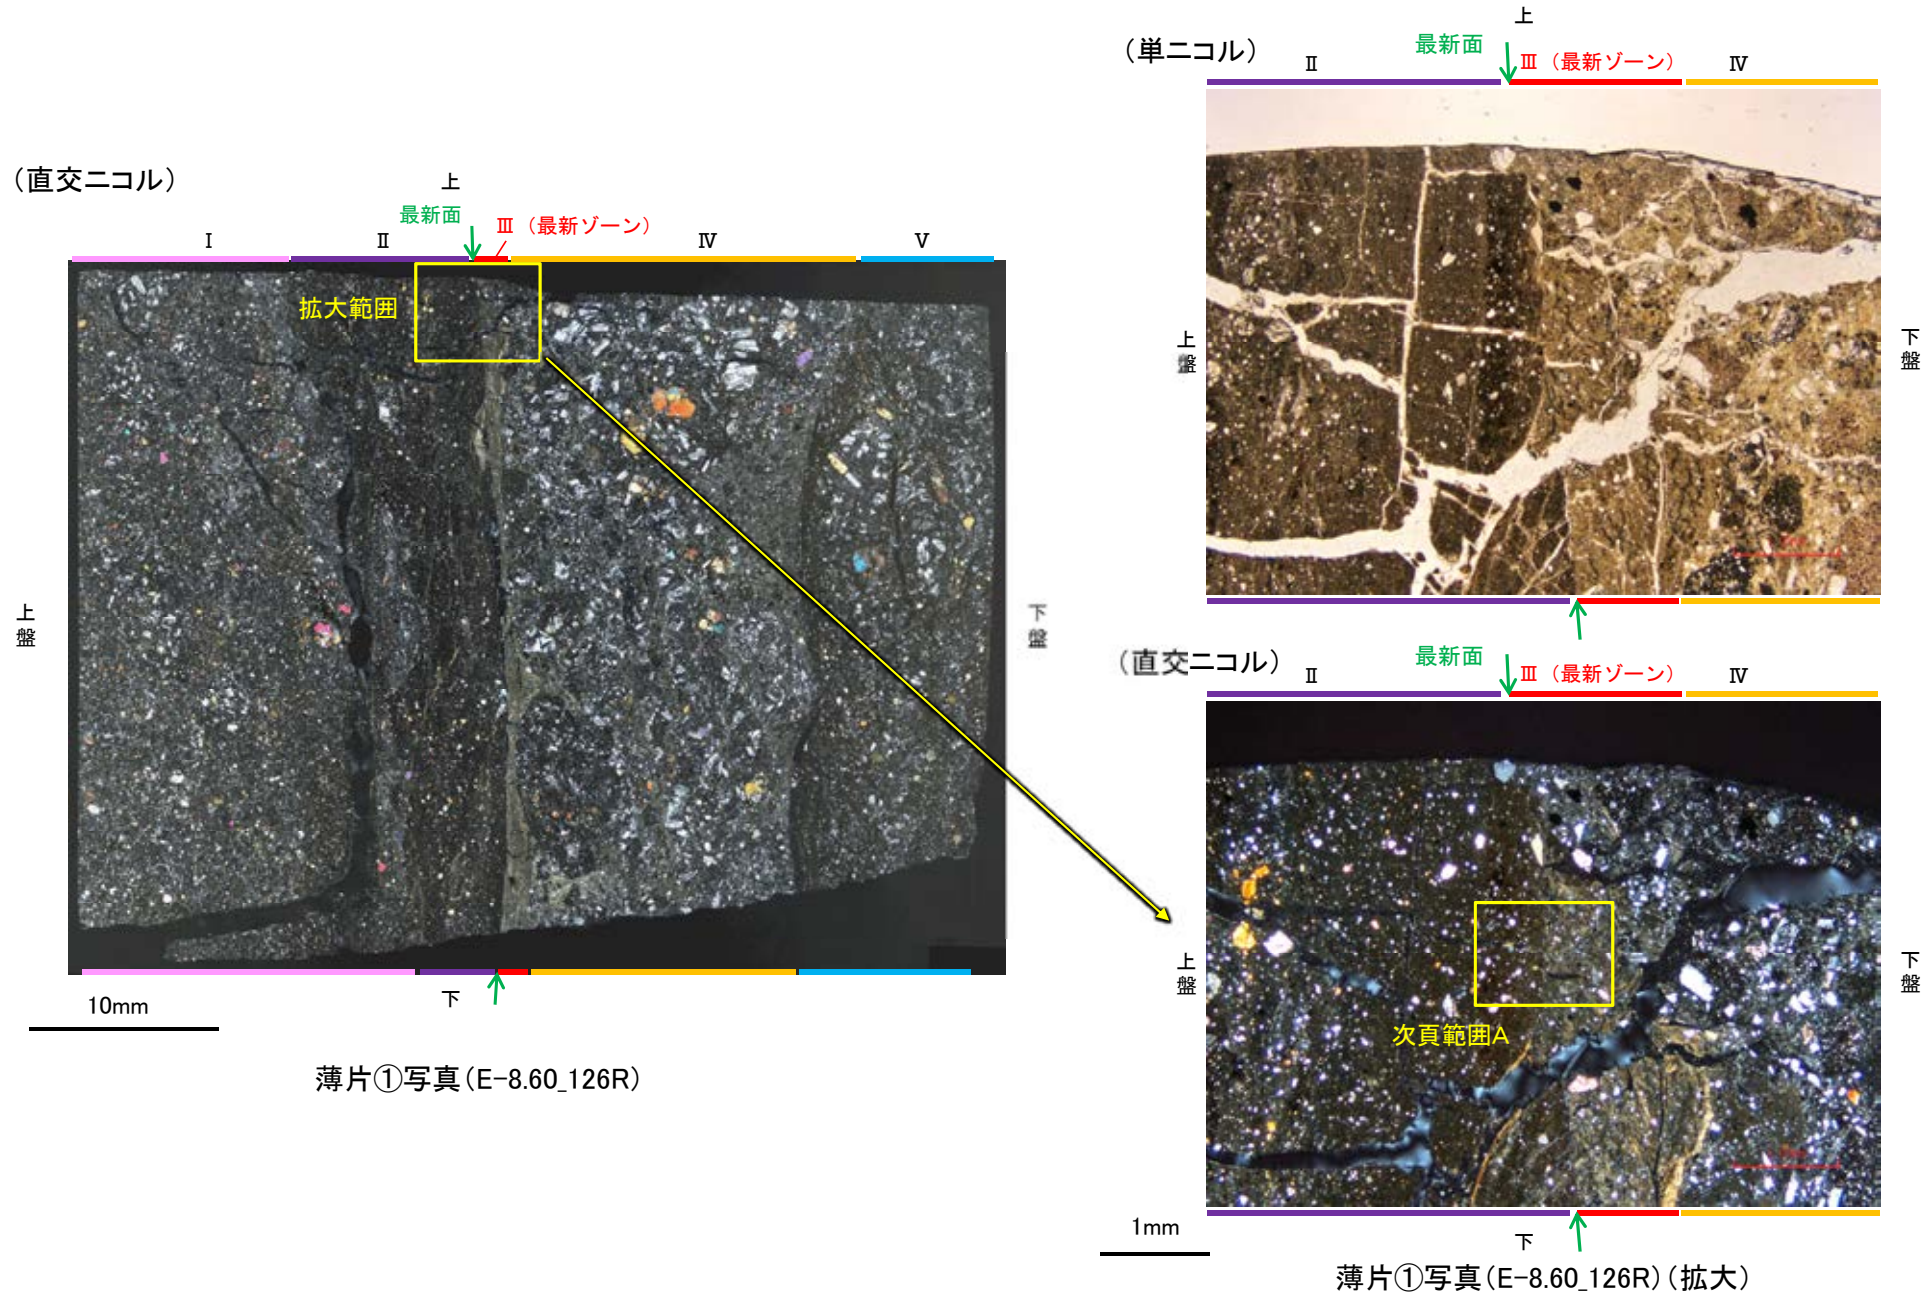 (直交ニコル)
上
最新面
Ⅲ (最新ゾーン)
Ⅰ
Ⅱ
Ⅳ
Ⅴ
拡大範囲
上盤
下盤
下
10mm
薄片①写真(E-8.60_126R)
上
(単ニコル)
最新面
Ⅱ
Ⅲ (最新ゾーン)
Ⅳ
上盤
下盤
(直交ニコル)
最新面
Ⅱ
Ⅲ (最新ゾーン)
Ⅳ
上盤
下盤
次頁範囲A
1mm
下
薄片①写真(E-8.60_126R)(拡大)